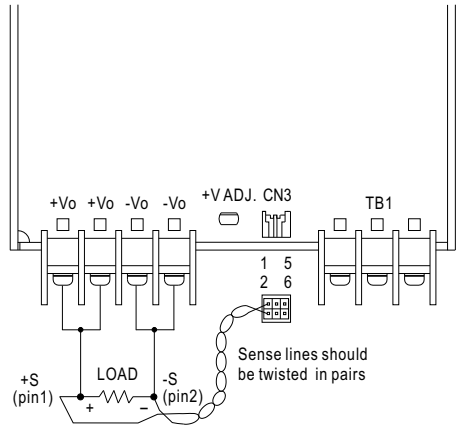 +Vo +Vo -Vo -Vo +V ADJ. CN3 TB1
1 5
2 6
Sense lines should
be twisted in pairs
+S
(pin1)
LOAD
-S
(pin2)
+ −